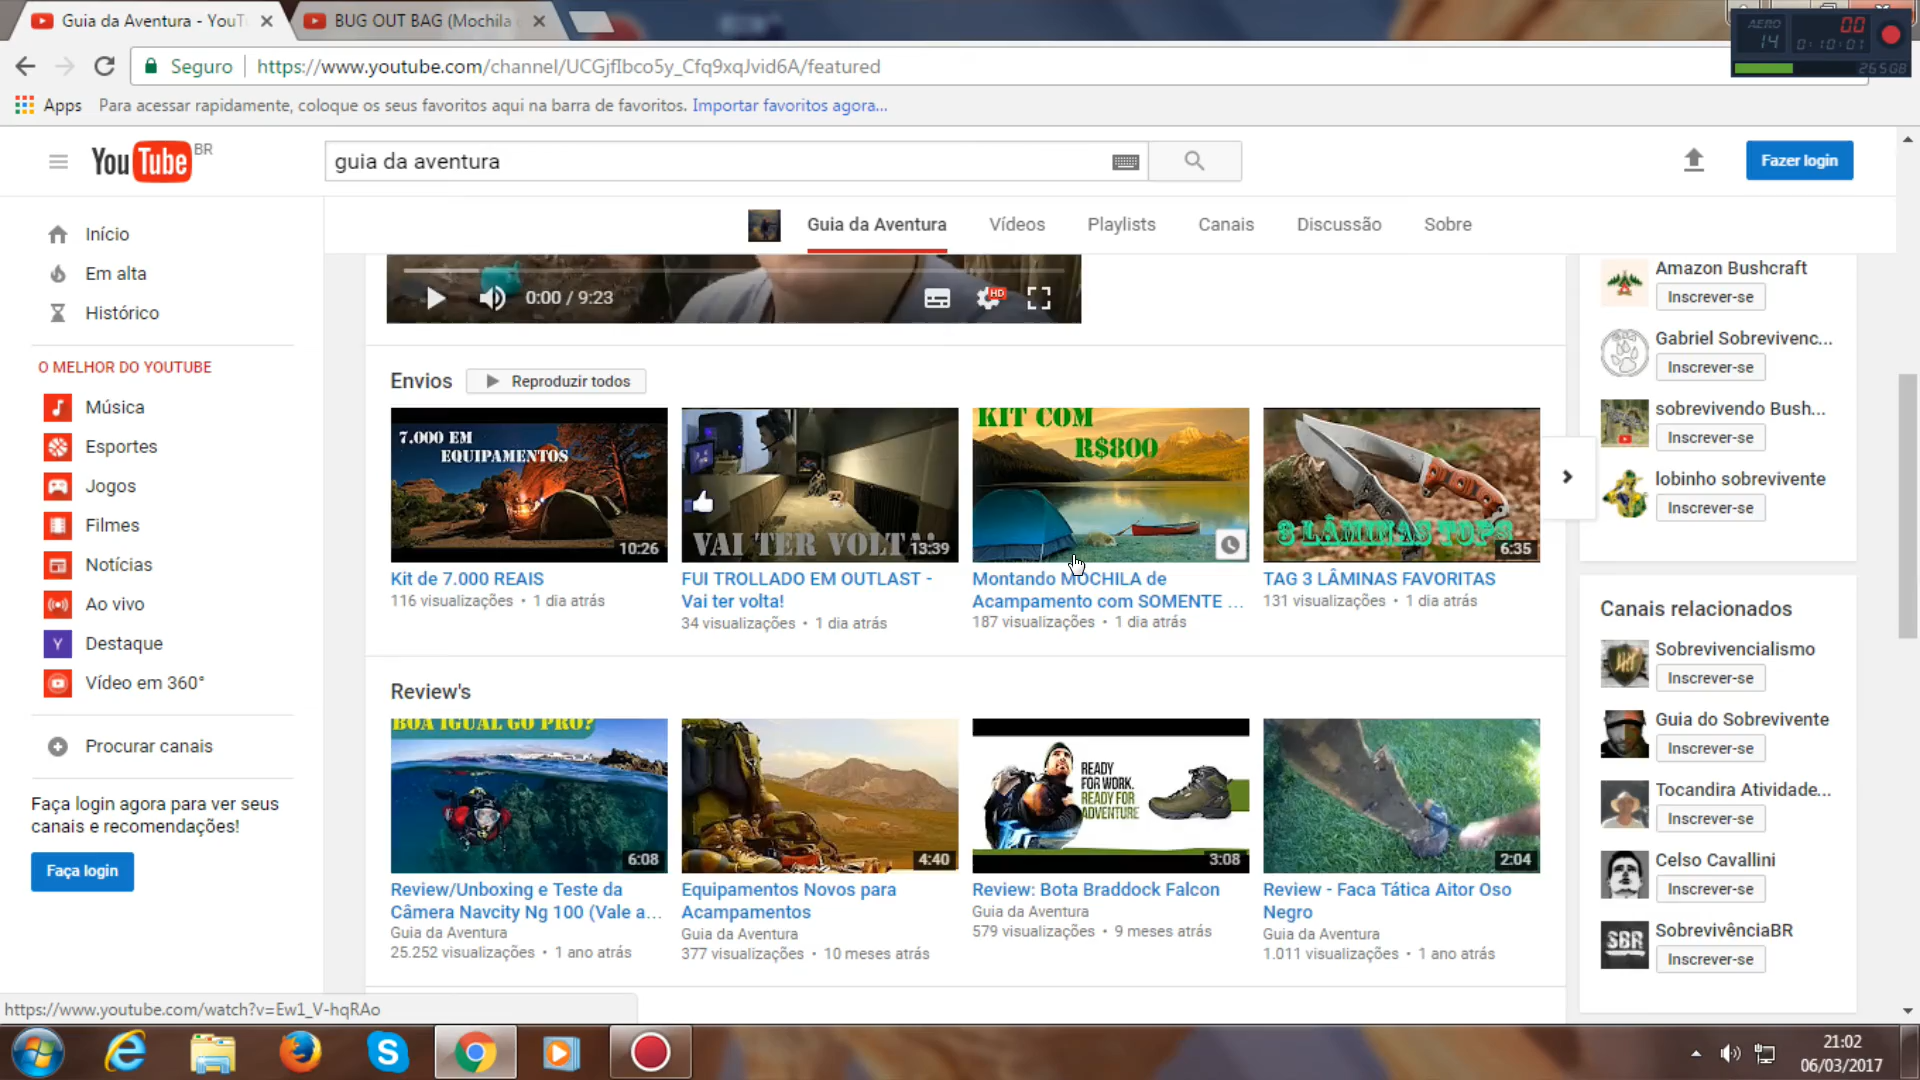 Guia da Aventura - YouT
BUG OUT BAG (Mochila
AERO
14
00
0:10:01
265GB
Seguro
https://www.youtube.com/channel/UCGjfIbco5y_Cfq9xqJvid6A/featured
Apps
Para acessar rapidamente, coloque os seus favoritos aqui na barra de favoritos. Importar favoritos agora...
YouTube BR
guia da aventura
Fazer login
Guia da Aventura
Vídeos
Playlists
Canais
Discussão
Sobre
Início
Em alta
Histórico
O MELHOR DO YOUTUBE
Música
Esportes
Jogos
Filmes
Notícias
Ao vivo
Destaque
Vídeo em 360°
Procurar canais
Faça login agora para ver seus
canais e recomendações!
Faça login
0:00 / 9:23
HD
Envios
Reproduzir todos
7.000 EM
EQUIPAMENTOS
10:26
Kit de 7.000 REAIS
116 visualizações • 1 dia atrás
VAI TER VOLTA!
13:39
FUI TROLLADO EM OUTLAST -
Vai ter volta!
34 visualizações • 1 dia atrás
KIT COM
R$800
Montando MOCHILA de
Acampamento com SOMENTE ...
187 visualizações • 1 dia atrás
3 LÂMINAS TOPS
6:35
TAG 3 LÂMINAS FAVORITAS
131 visualizações • 1 dia atrás
Review's
BOA IGUAL GO PRO?
6:08
Review/Unboxing e Teste da
Câmera Navcity Ng 100 (Vale a...
Guia da Aventura
25.252 visualizações • 1 ano atrás
4:40
Equipamentos Novos para
Acampamentos
Guia da Aventura
377 visualizações • 10 meses atrás
READY
FOR WORK.
READY FOR
ADVENTURE
3:08
Review: Bota Braddock Falcon
Guia da Aventura
579 visualizações • 9 meses atrás
2:04
Review - Faca Tática Aitor Oso
Negro
Guia da Aventura
1.011 visualizações • 1 ano atrás
Amazon Bushcraft
Inscrever-se
Gabriel Sobrevivenc...
Inscrever-se
sobrevivendo Bush...
Inscrever-se
lobinho sobrevivente
Inscrever-se
Canais relacionados
Sobrevivencialismo
Inscrever-se
Guia do Sobrevivente
Inscrever-se
Tocandira Atividade...
Inscrever-se
Celso Cavallini
Inscrever-se
SBR
SobrevivênciaBR
Inscrever-se
https://www.youtube.com/watch?v=Ew1_V-hqRAo
21:02
06/03/2017